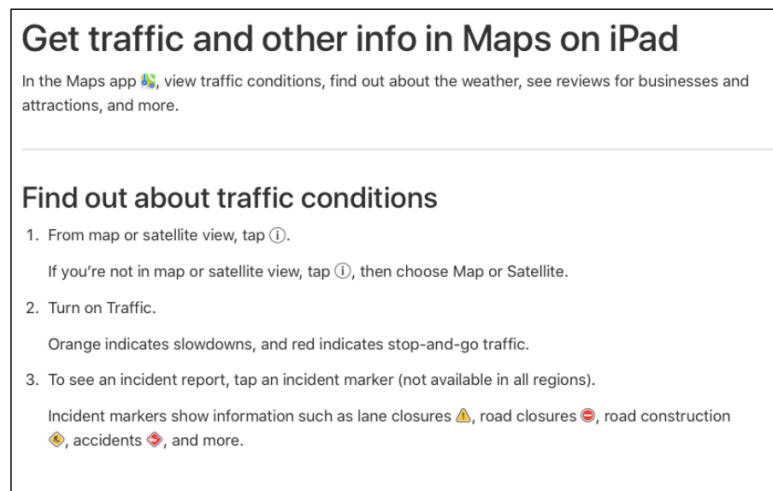 Get traffic and other info in Maps on iPad
In the Maps app , view traffic conditions, find out about the weather, see reviews for businesses and
attractions, and more.
Find out about traffic conditions
1. From map or satellite view, tap ⓘ.
If you’re not in map or satellite view, tap ⓘ, then choose Map or Satellite.
2. Turn on Traffic.
Orange indicates slowdowns, and red indicates stop-and-go traffic.
3. To see an incident report, tap an incident marker (not available in all regions).
Incident markers show information such as lane closures , road closures , road construction
, accidents , and more.